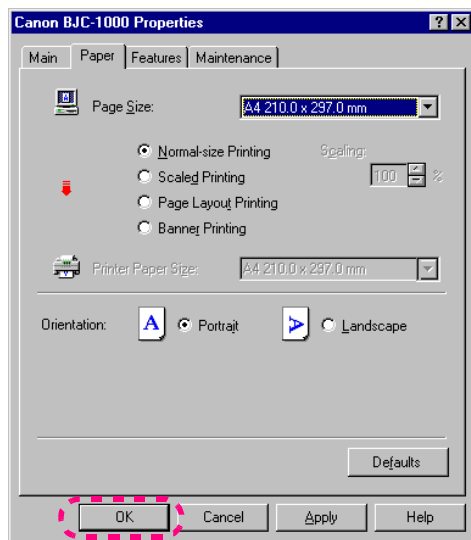 Canon BJC-1000 Properties
Main Paper Features Maintenance
Page Size: A4 210.0 x 297.0 mm
Normal-size Printing Scaling:
Scaled Printing 100 %
Page Layout Printing
Banner Printing
Printer Paper Size: A4 210.0 x 297.0 mm
Orientation: A Portrait A Landscape
Defaults
OK Cancel Apply Help